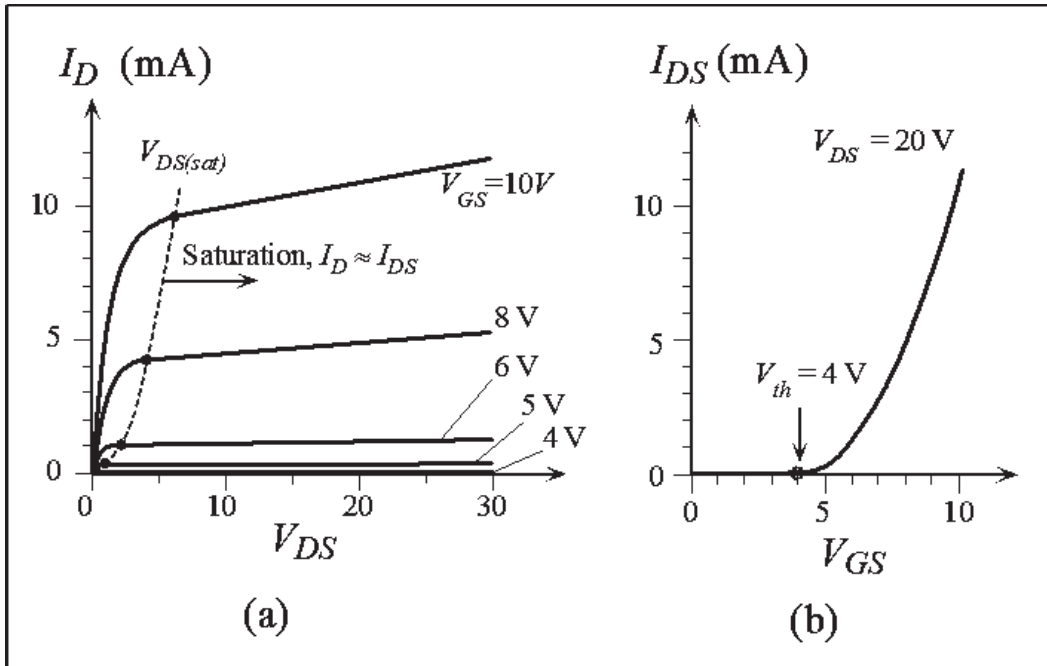 I_D (mA)
V_DS(sat)
V_GS=10V
10
Saturation, I_D ≈ I_DS
8 V
5
6 V
5 V
4 V
0
0 10 20 30
V_DS
(a)
I_DS (mA)
V_DS = 20 V
10
5
V_th = 4 V
0
0 5 10
V_GS
(b)